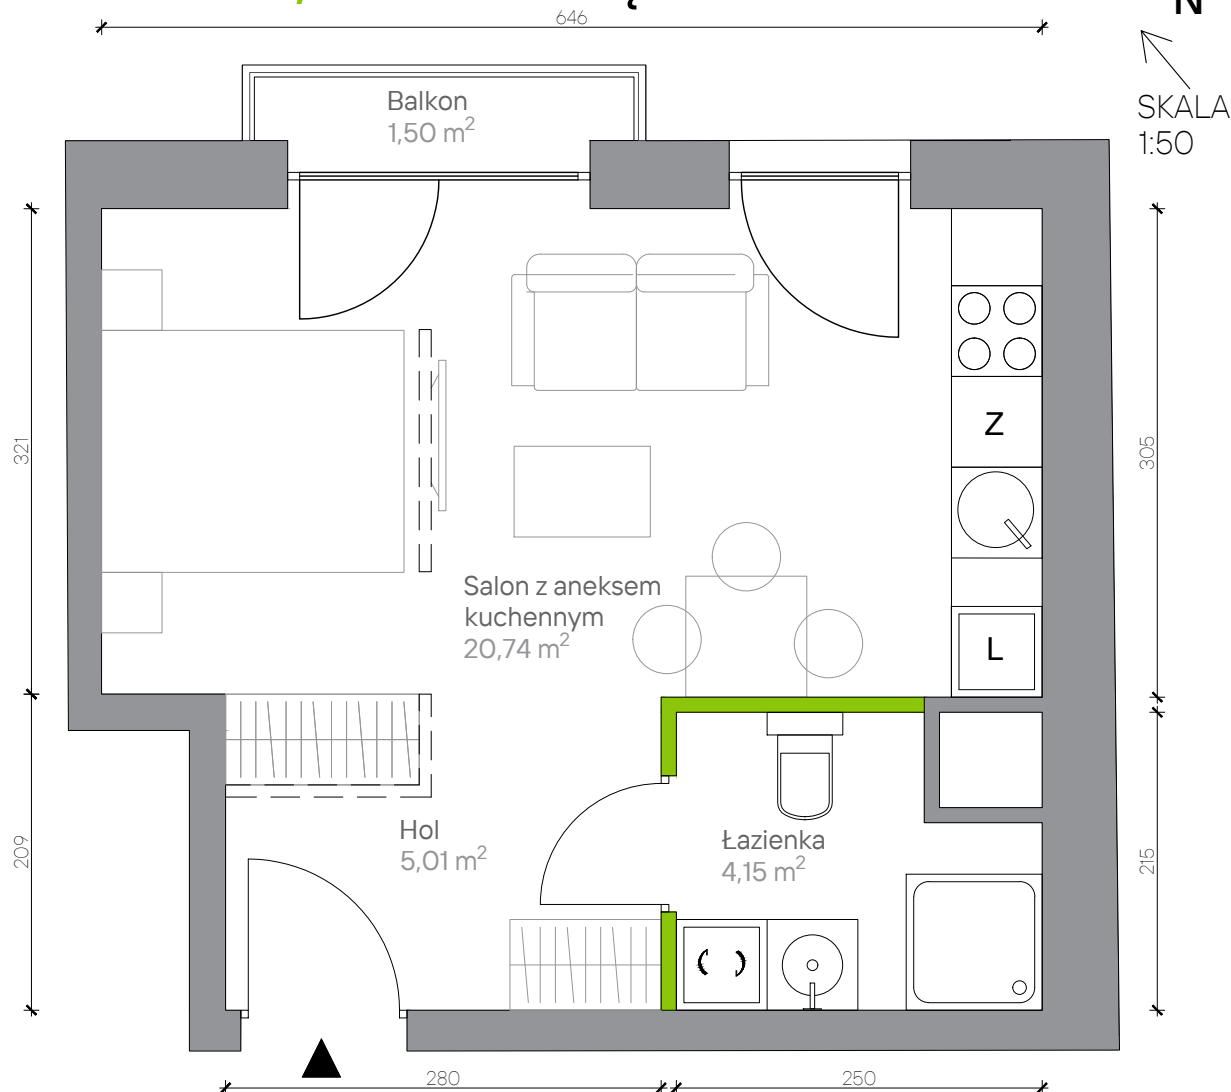 N
646
SKALA
1:50
Balkon
1,50 m²
Z
321
305
Salon z aneksem
kuchennym
20,74 m²
L
Hol
5,01 m²
Łazienka
4,15 m²
209
215
280
250